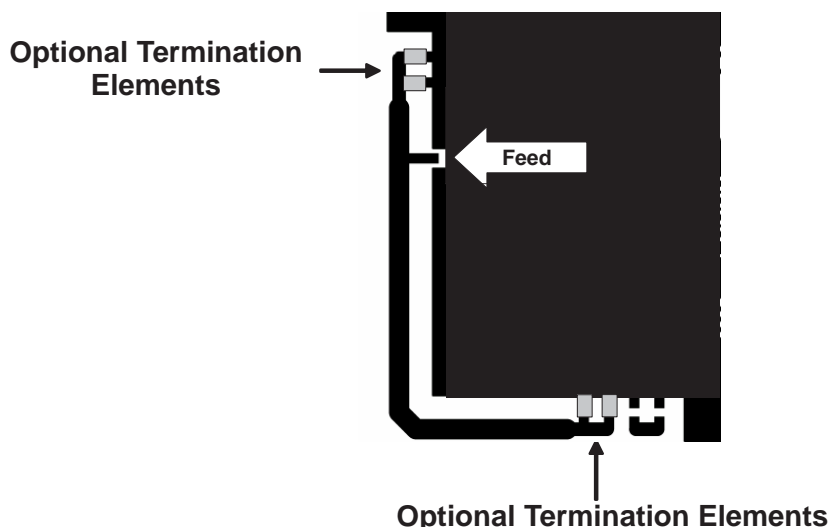 Optional Termination
Elements
Feed
Optional Termination Elements